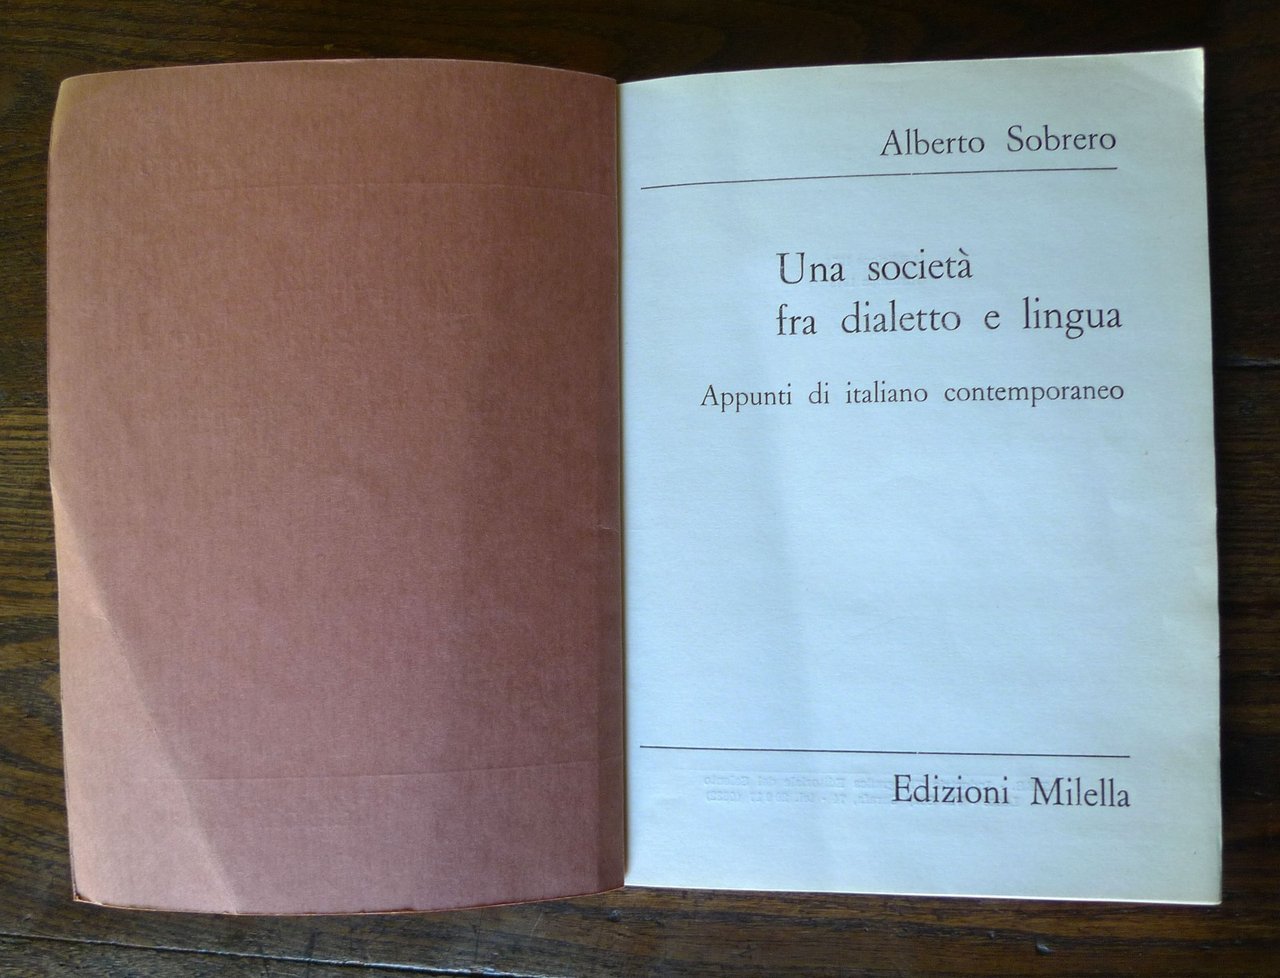 Alberto Sobrero
Una società
fra dialetto e lingua
Appunti di italiano contemporaneo
Edizioni Milella